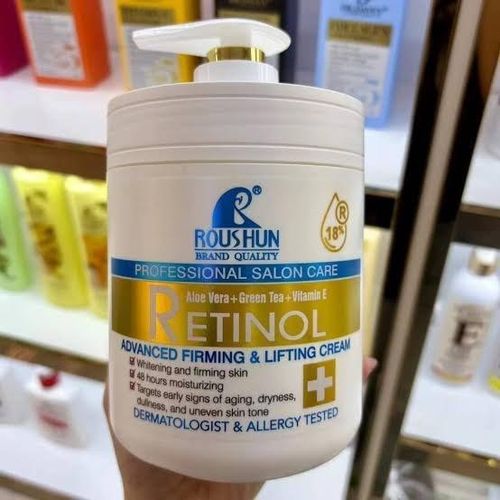 R®
ROUSHUN
BRAND QUALITY
R
18%
PROFESSIONAL SALON CARE
Aloe Vera+Green Tea+Vitamin E
RETINOL
ADVANCED FIRMING & LIFTING CREAM
Whitening and firming skin
48 hours moisturizing
Targets early signs of aging, dryness,
dullness, and uneven skin tone
DERMATOLOGIST & ALLERGY TESTED